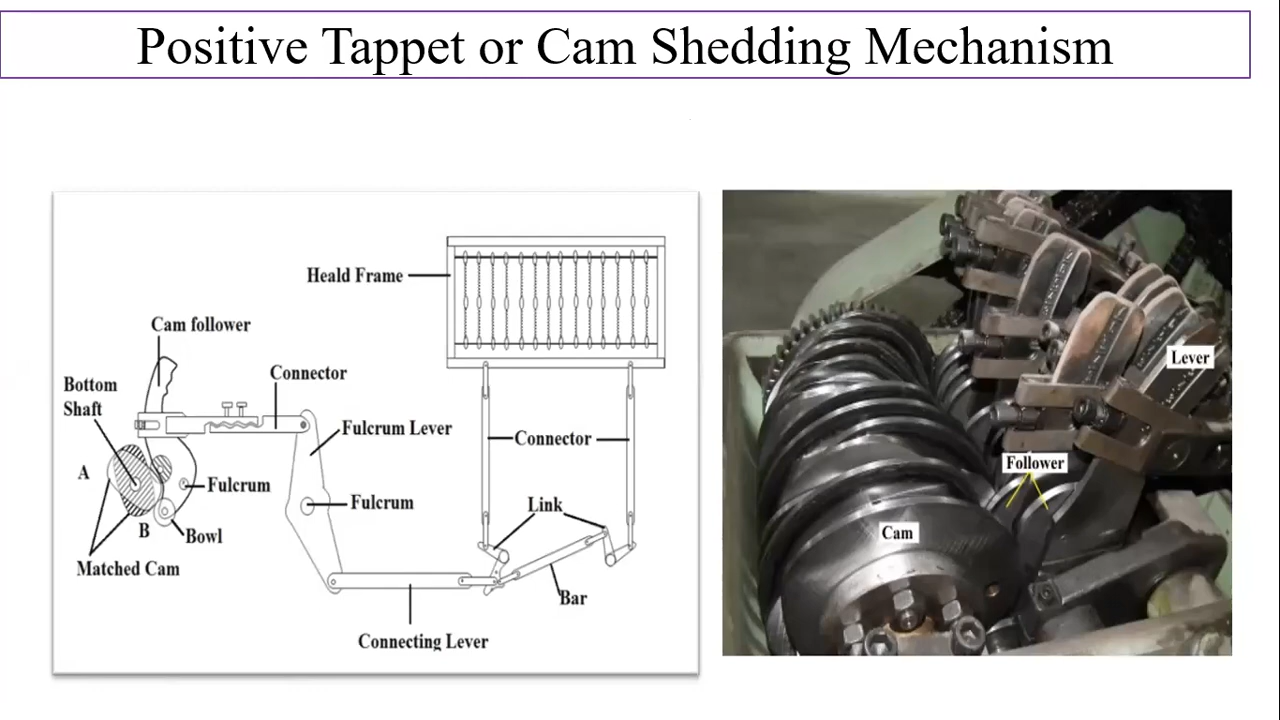 Positive Tappet or Cam Shedding Mechanism
Heald Frame
Cam follower
Connector
Bottom
Shaft
Fulcrum Lever
Connector
A
Fulcrum
Fulcrum
Link
B
Bowl
Matched Cam
Bar
Connecting Lever
Lever
Follower
Cam